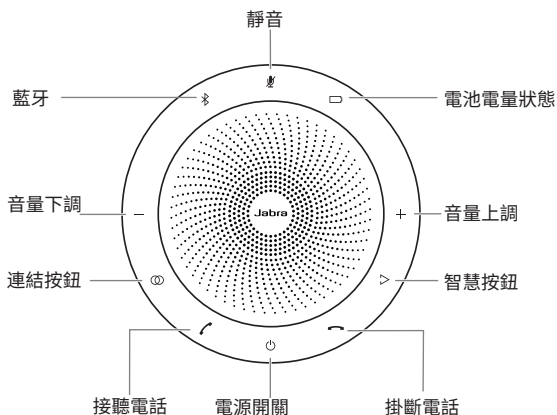 靜音
藍牙
電池電量狀態
音量下調
Jabra
音量上調
連結按鈕
智慧按鈕
接聽電話
電源開關
掛斷電話